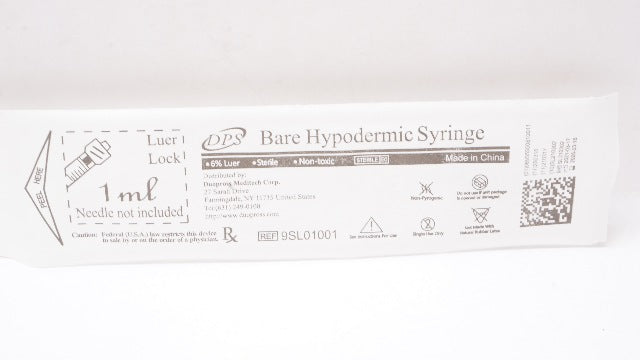 PEEL HERE
Luer
Lock
1 ml
Needle not included
DPS
Bare Hypodermic Syringe
• 6% Luer • Sterile • Non-toxic STERILE EO Made in China
Distributed by:
Duopross Meditech Corp.
Farmingdale, NY 11735 United States
Non-Pyrogenic
Do not use if package
is opened or damaged
Caution: Federal (U.S.A.) law restricts this device
to sale by or on the order of a physician.
Rx
REF 9SL01001
See Instructions For Use
Single Use Only
Not Made With
Natural Rubber Latex